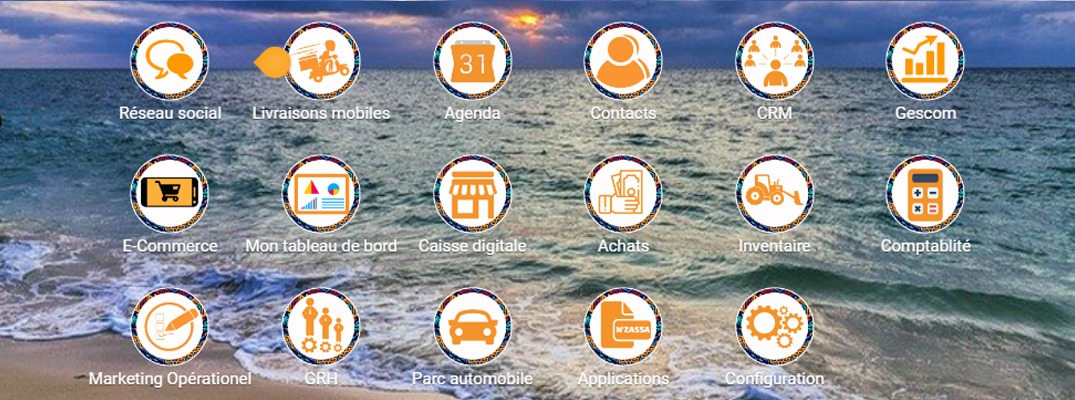 31
Réseau social Livraisons mobiles Agenda Contacts CRM Gescom
E-Commerce Mon tableau de bord Caisse digitale Achats Inventaire Comptablité
N'ZASSA
Marketing Opérationel GRH Parc automobile Applications Configuration